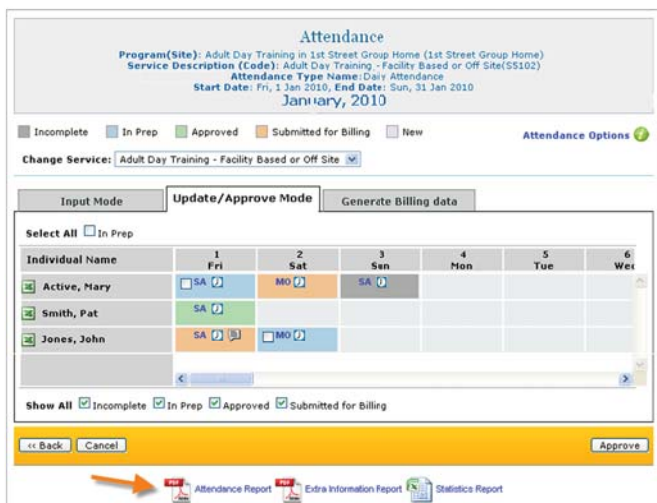 Attendance
Program(Site): Adult Day Training in 1st Street Group Home (1st Street Group Home)
Service Description (Code): Adult Day Training - Facility Based or Off Site(S5102)
Attendance Type Name: Daiy Attendance
Start Date: Fri, 1 Jan 2010, End Date: Sun, 31 Jan 2010
January, 2010
Incomplete In Prep Approved Submitted for Billing New Attendance Options
Change Service: Adult Day Training - Facility Based or Off Site
Input Mode Update/Approve Mode Generate Billing data
Select All In Prep
Individual Name 1 2 3 4 5 6
Fri Sat Sun Mon Tue Wec
Active, Mary SA MO SA
Smith, Pat SA
Jones, John SA MO
Show All Incomplete In Prep Approved Submitted for Billing
<< Back Cancel Approve
PDF Attendance Report PDF Extra Information Report Statistics Report